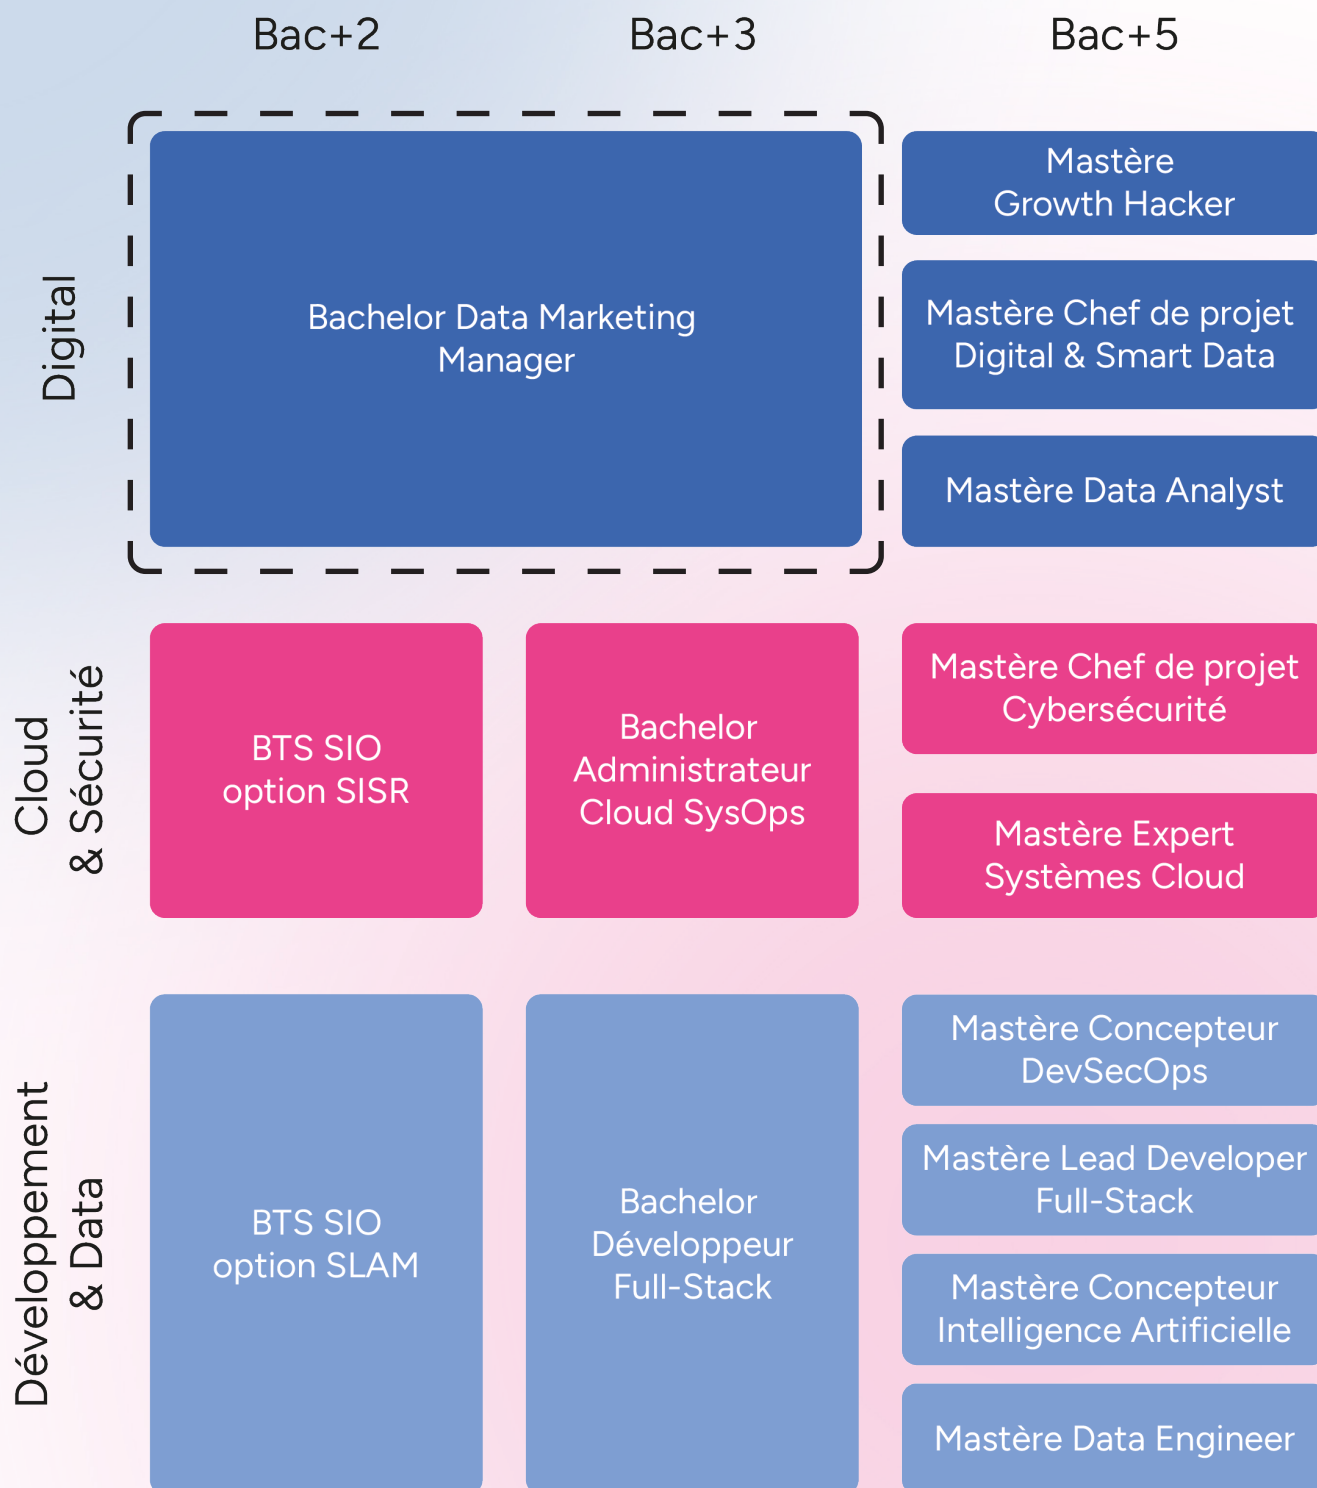 Bac+2
Bac+3
Bac+5
Digital
Bachelor Data Marketing
Manager
Mastère
Growth Hacker
Mastère Chef de projet
Digital & Smart Data
Mastère Data Analyst
Cloud
& Sécurité
BTS SIO
option SISR
Bachelor
Administrateur
Cloud SysOps
Mastère Chef de projet
Cybersécurité
Mastère Expert
Systèmes Cloud
Développement
& Data
BTS SIO
option SLAM
Bachelor
Développeur
Full-Stack
Mastère Concepteur
DevSecOps
Mastère Lead Developer
Full-Stack
Mastère Concepteur
Intelligence Artificielle
Mastère Data Engineer